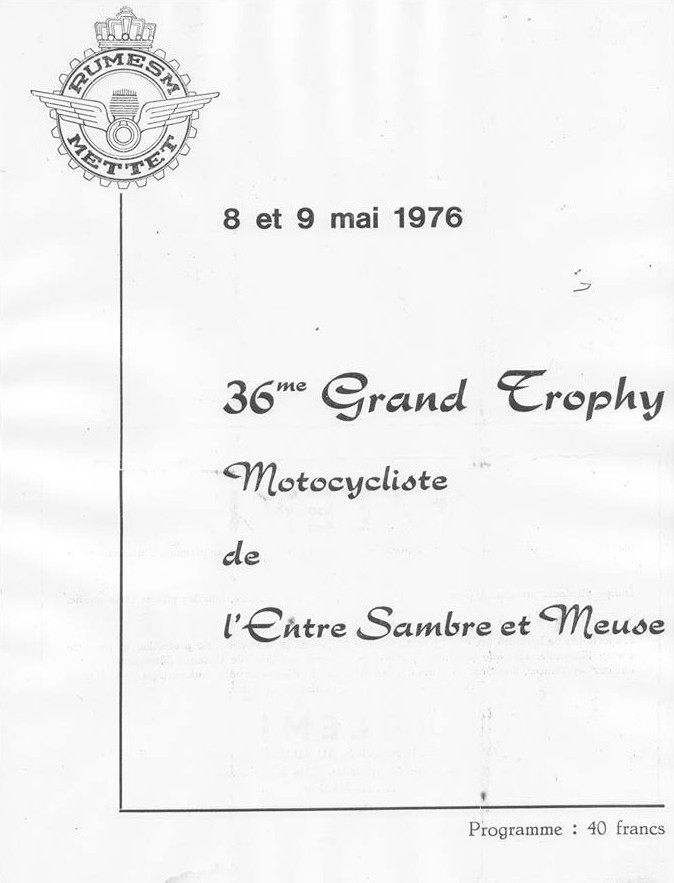 RUMESM
METTET
8 et 9 mai 1976
36me Grand Trophy
Motocycliste
de
l'Entre Sambre et Meuse
Programme : 40 francs